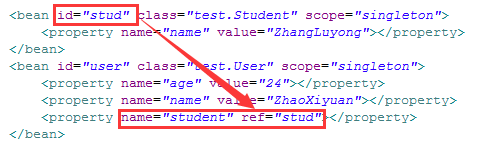 <bean id="stud" class="test.Student" scope="singleton">
<property name="name" value="ZhangLuyong"></property>
</bean>
<bean id="user" class="test.User" scope="singleton">
<property name="age" value="24"></property>
<property name="name" value="ZhaoXiyuan"></property>
<property name="student" ref="stud"></property>
</bean>